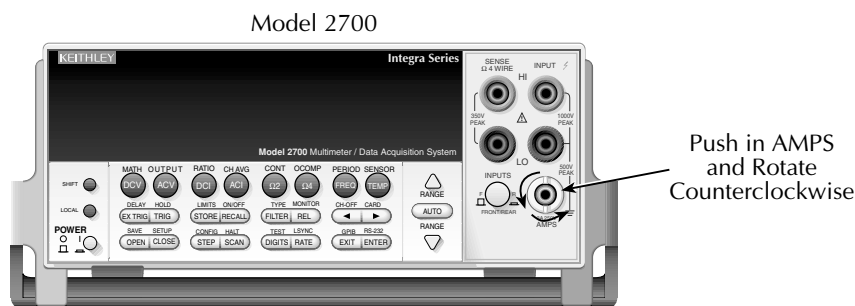 Model 2700
KEITHLEY
Integra Series
SENSE
Ω 4 WIRE
INPUT
HI
350V
PEAK
1000V
PEAK
Model 2700 Multimeter / Data Acquisition System
LO
500V
PEAK
INPUTS
F
R
FRONT/REAR
AMPS
Push in AMPS
and Rotate
Counterclockwise
MATH OUTPUT RATIO CH AVG CONT OCOMP PERIOD SENSOR
SHIFT DCV ACV DCI ACI Ω2 Ω4 FREQ TEMP
RANGE
DELAY HOLD LIMITS ON/OFF TYPE MONITOR CH-OFF CARD
LOCAL EX TRIG TRIG STORE RECALL FILTER REL
AUTO
POWER
SAVE SETUP CONFIG HALT TEST LSYNC GPIB RS-232
O I OPEN CLOSE STEP SCAN DIGITS RATE EXIT ENTER
RANGE